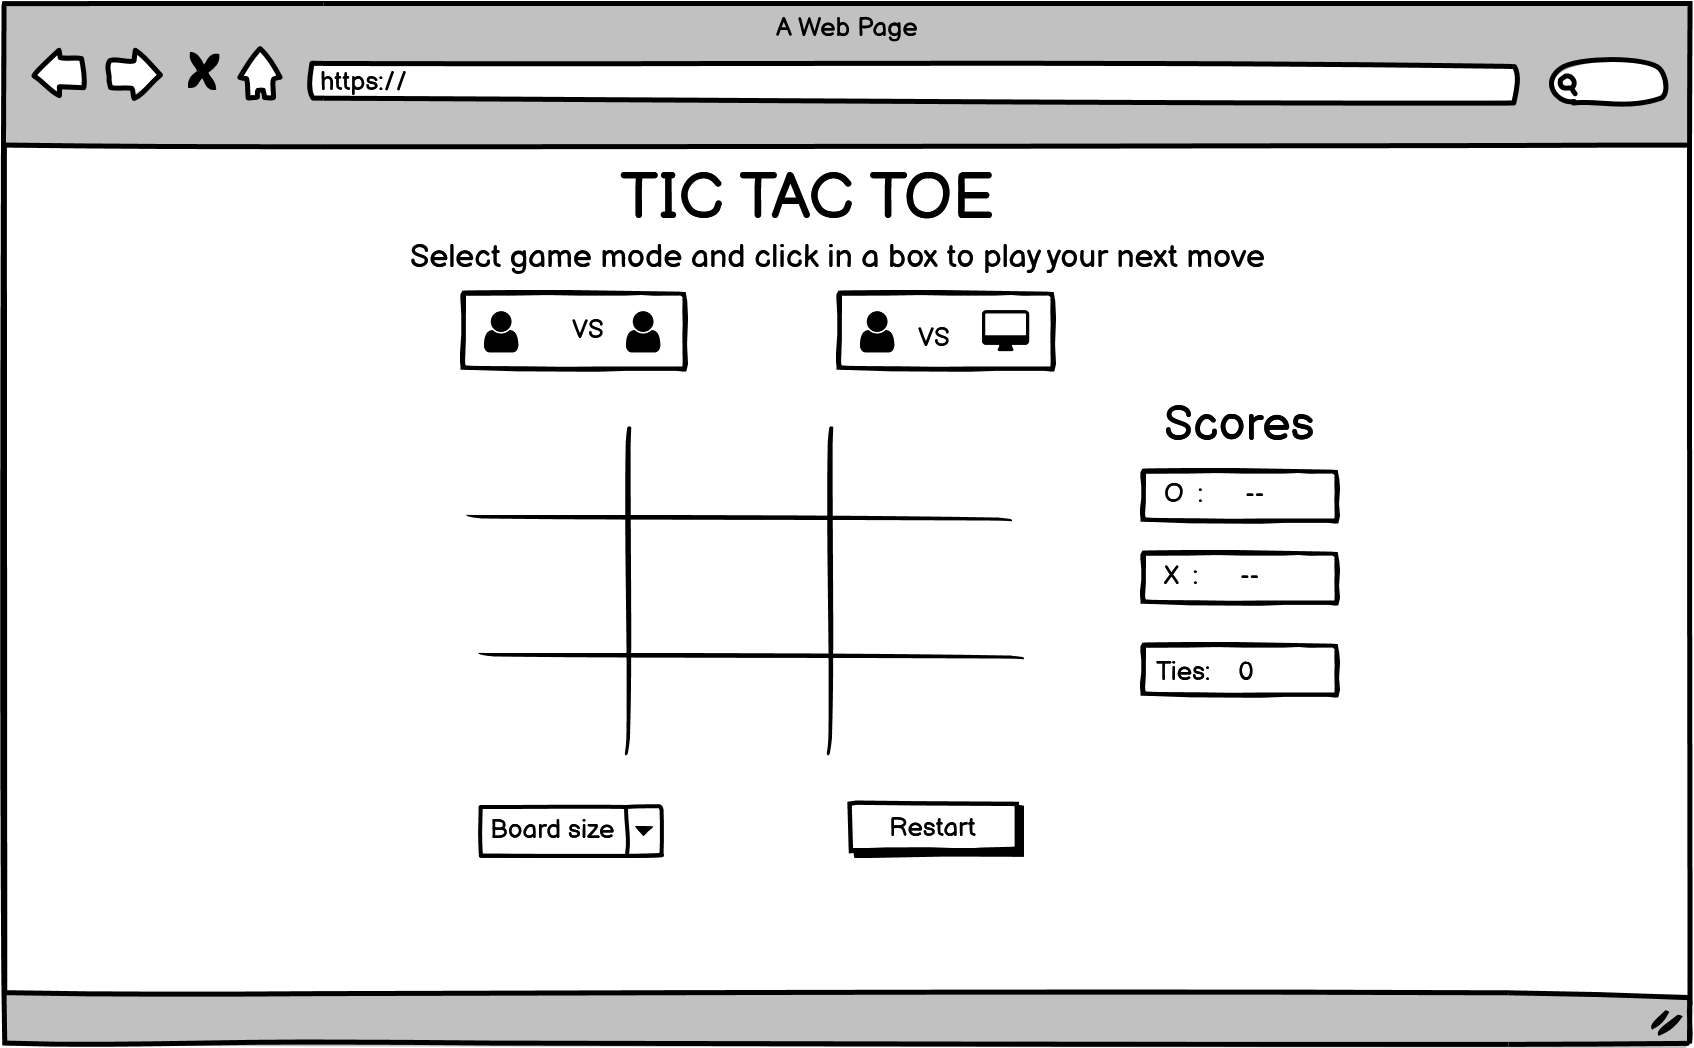 A Web Page
https://
TIC TAC TOE
Select game mode and click in a box to play your next move
VS
VS
Scores
O : --
X : --
Ties: 0
Board size
Restart